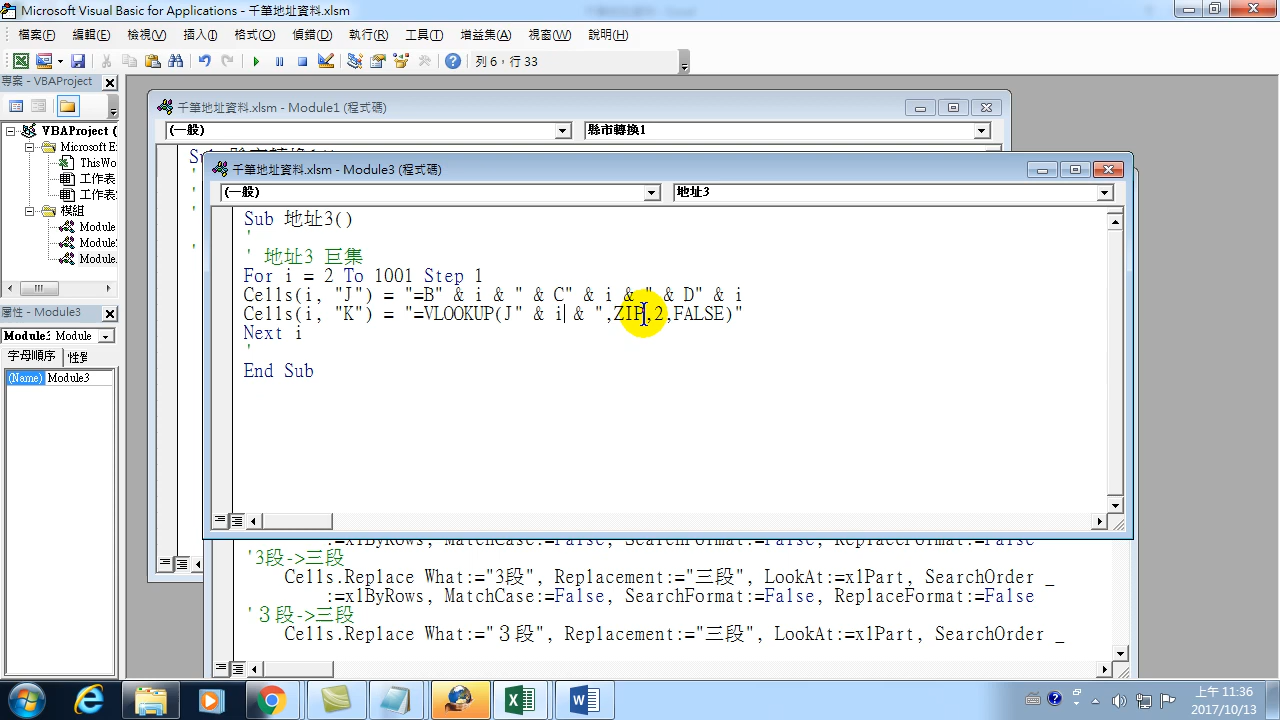 Microsoft Visual Basic for Applications - 千筆地址資料.xlsm
檔案(F) 編輯(E) 檢視(V) 插入(I) 格式(O) 偵錯(D) 執行(R) 工具(T) 增益集(A) 視窗(W) 說明(H)
列 6，行 33
專案 - VBAProject
VBAProject (
Microsoft E
ThisWo
工作表
工作表
模組
Module
Module
Module
屬性 - Module3
Module3 Module
字母順序
(Name) Module3
千筆地址資料.xlsm - Module1 (程式碼)
(一般) 縣市轉換1
千筆地址資料.xlsm - Module3 (程式碼)
(一般) 地址3
Sub 地址3()
'
' 地址3 巨集
For i = 2 To 1001 Step 1
Cells(i, "J") = "=B" & i & " & C" & i & " & D" & i
Cells(i, "K") = "=VLOOKUP(J" & i & ",ZIP,2,FALSE)"
Next i
'
End Sub
:=xlByRows, MatchCase:=False, SearchFormat:=False, ReplaceFormat:=False
'3段->三段
Cells.Replace What:="3段", Replacement:="三段", LookAt:=xlPart, SearchOrder _
:=xlByRows, MatchCase:=False, SearchFormat:=False, ReplaceFormat:=False
'３段->三段
Cells.Replace What:="３段", Replacement:="三段", LookAt:=xlPart, SearchOrder _
上午 11:36
2017/10/13